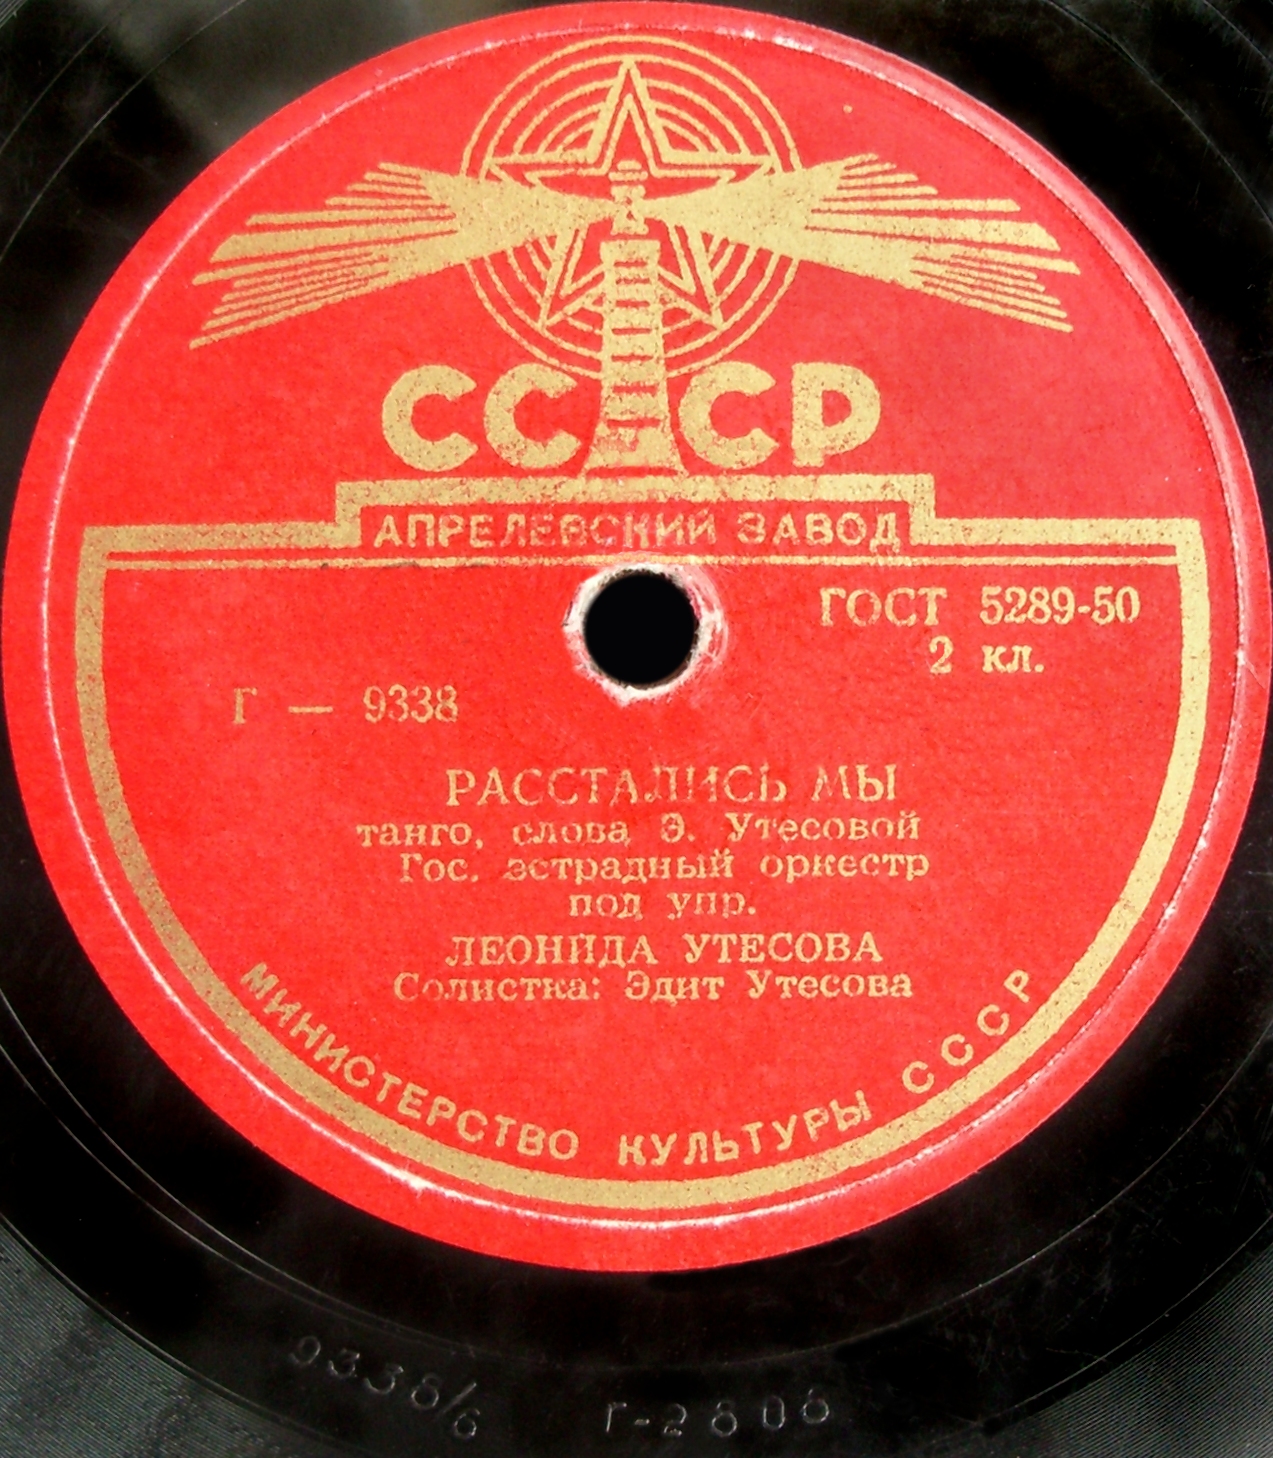 СССР
АПРЕЛЕВСКИЙ ЗАВОД
ГОСТ 5289-50
2 кл.
Г — 9338
РАССТАЛИСЬ МЫ
танго, слова Э. Утесовой
Гос. эстрадный оркестр
под упр.
ЛЕОНИДА УТЕСОВА
Солистка: Эдит Утесова
МИНИСТЕРСТВО КУЛЬТУРЫ СССР
9338/6
Г-2808